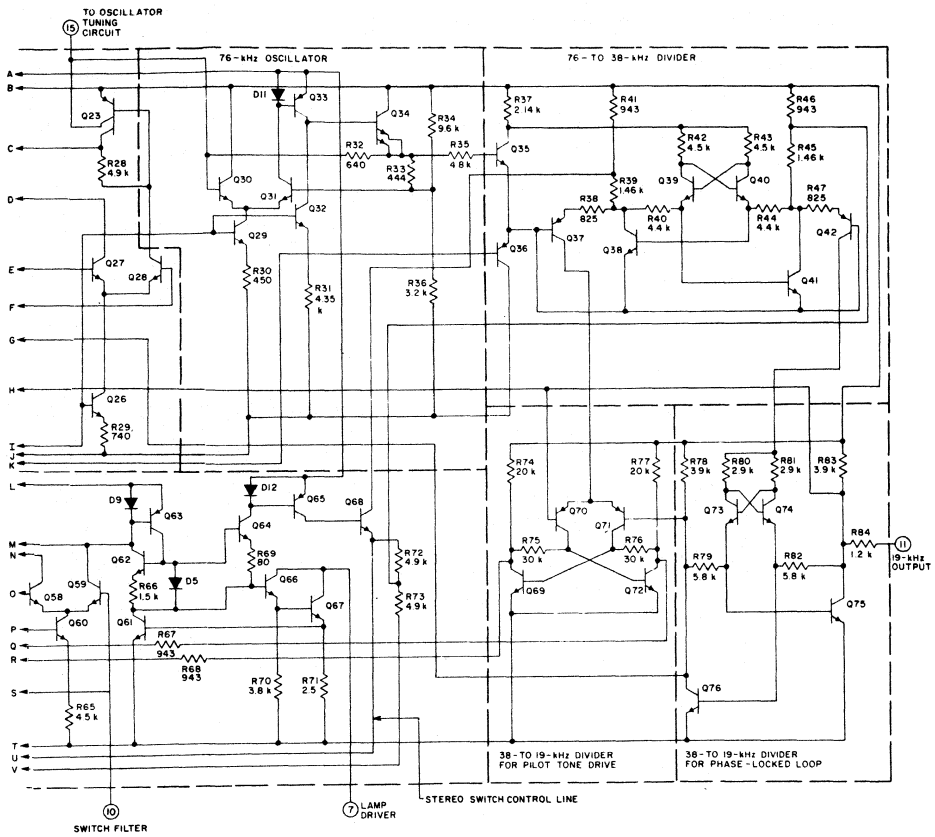 TO OSCILLATOR
TUNING
CIRCUIT
15
76-kHz OSCILLATOR
76-TO 38-kHz DIVIDER
A
B
C
D
E
F
G
H
I
J
K
L
M
N
O
P
Q
R
S
T
U
V
Q23
R28
4.9 k
Q27
Q28
Q26
R29
740
D11
Q33
Q34
R34
9.6 k
R32
640
R33
444
R35
4.8 k
Q30
Q31
Q32
Q29
R30
450
R31
4.35
k
R36
3.2 k
R37
2.14k
Q35
Q36
R41
943
R39
1.46 k
R38
825
Q37
Q38
R40
4.4 k
R42
4.5 k
R43
4.5 k
Q39
Q40
R44
4.4 k
R46
943
R45
1.46 k
R47
825
Q42
Q41
D9
Q63
D12
Q65
Q68
Q64
Q62
R66
1.5 k
D5
R69
80
Q66
Q67
Q58
Q59
Q60
Q61
R67
943
R68
943
R65
4.5 k
R70
3.8 k
R71
2.5
R72
4.9 k
R73
4.9 k
R74
20 k
R77
20 k
Q70
Q71
R75
30 k
R76
30 k
Q69
Q72
R78
3.9 k
R80
2.9 k
R81
2.9 k
R83
3.9 k
Q73
Q74
R79
5.8 k
R82
5.8 k
R84
1.2 k
11
19-kHz
OUTPUT
Q75
Q76
38-TO 19-kHz DIVIDER
FOR PILOT TONE DRIVE
38-TO 19-kHz DIVIDER
FOR PHASE-LOCKED LOOP
STEREO SWITCH CONTROL LINE
7
LAMP
DRIVER
10
SWITCH FILTER